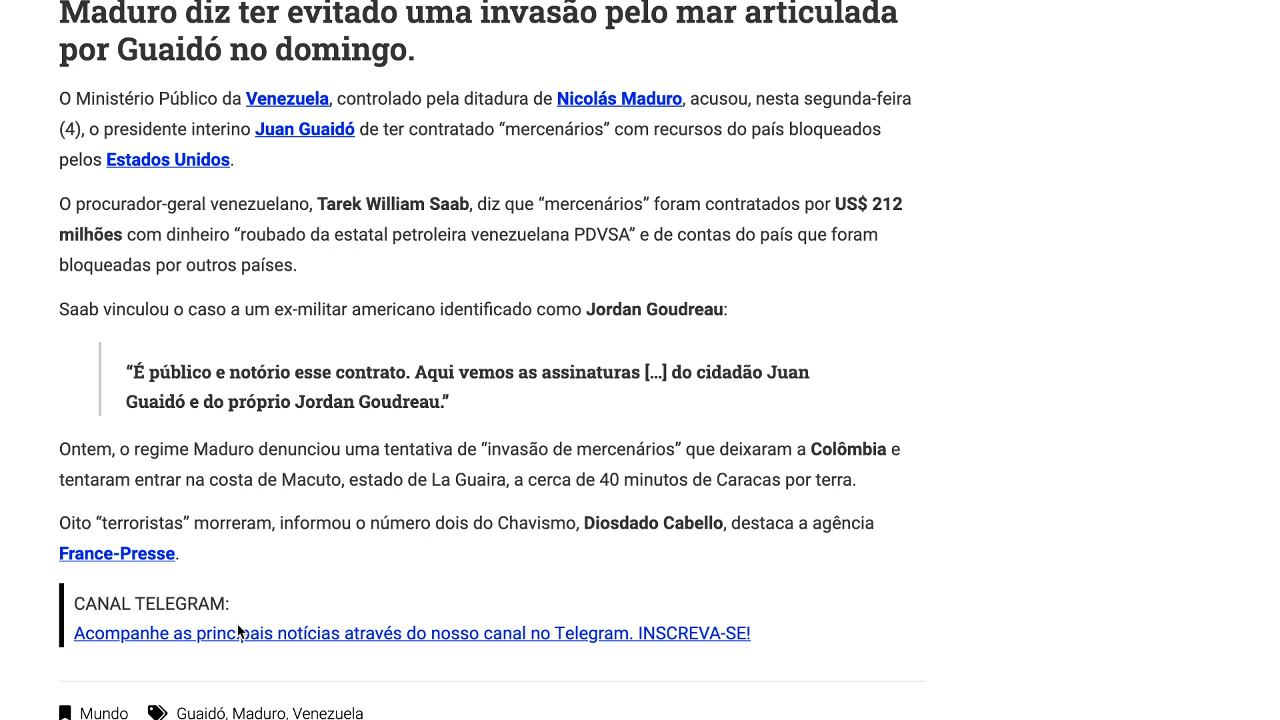 Maduro diz ter evitado uma invasão pelo mar articulada
por Guaidó no domingo.
O Ministério Público da Venezuela, controlado pela ditadura de Nicolás Maduro, acusou, nesta segunda-feira
(4), o presidente interino Juan Guaidó de ter contratado “mercenários” com recursos do país bloqueados
pelos Estados Unidos.
O procurador-geral venezuelano, Tarek William Saab, diz que “mercenários” foram contratados por US$ 212
milhões com dinheiro “roubado da estatal petroleira venezuelana PDVSA” e de contas do país que foram
bloqueadas por outros países.
Saab vinculou o caso a um ex-militar americano identificado como Jordan Goudreau:
“É público e notório esse contrato. Aqui vemos as assinaturas [...] do cidadão Juan
Guaidó e do próprio Jordan Goudreau.”
Ontem, o regime Maduro denunciou uma tentativa de “invasão de mercenários” que deixaram a Colômbia e
tentaram entrar na costa de Macuto, estado de La Guaira, a cerca de 40 minutos de Caracas por terra.
Oito “terroristas” morreram, informou o número dois do Chavismo, Diosdado Cabello, destaca a agência
France-Presse.
CANAL TELEGRAM:
Acompanhe as principais notícias através do nosso canal no Telegram. INSCREVA-SE!
Mundo Guaidó, Maduro, Venezuela